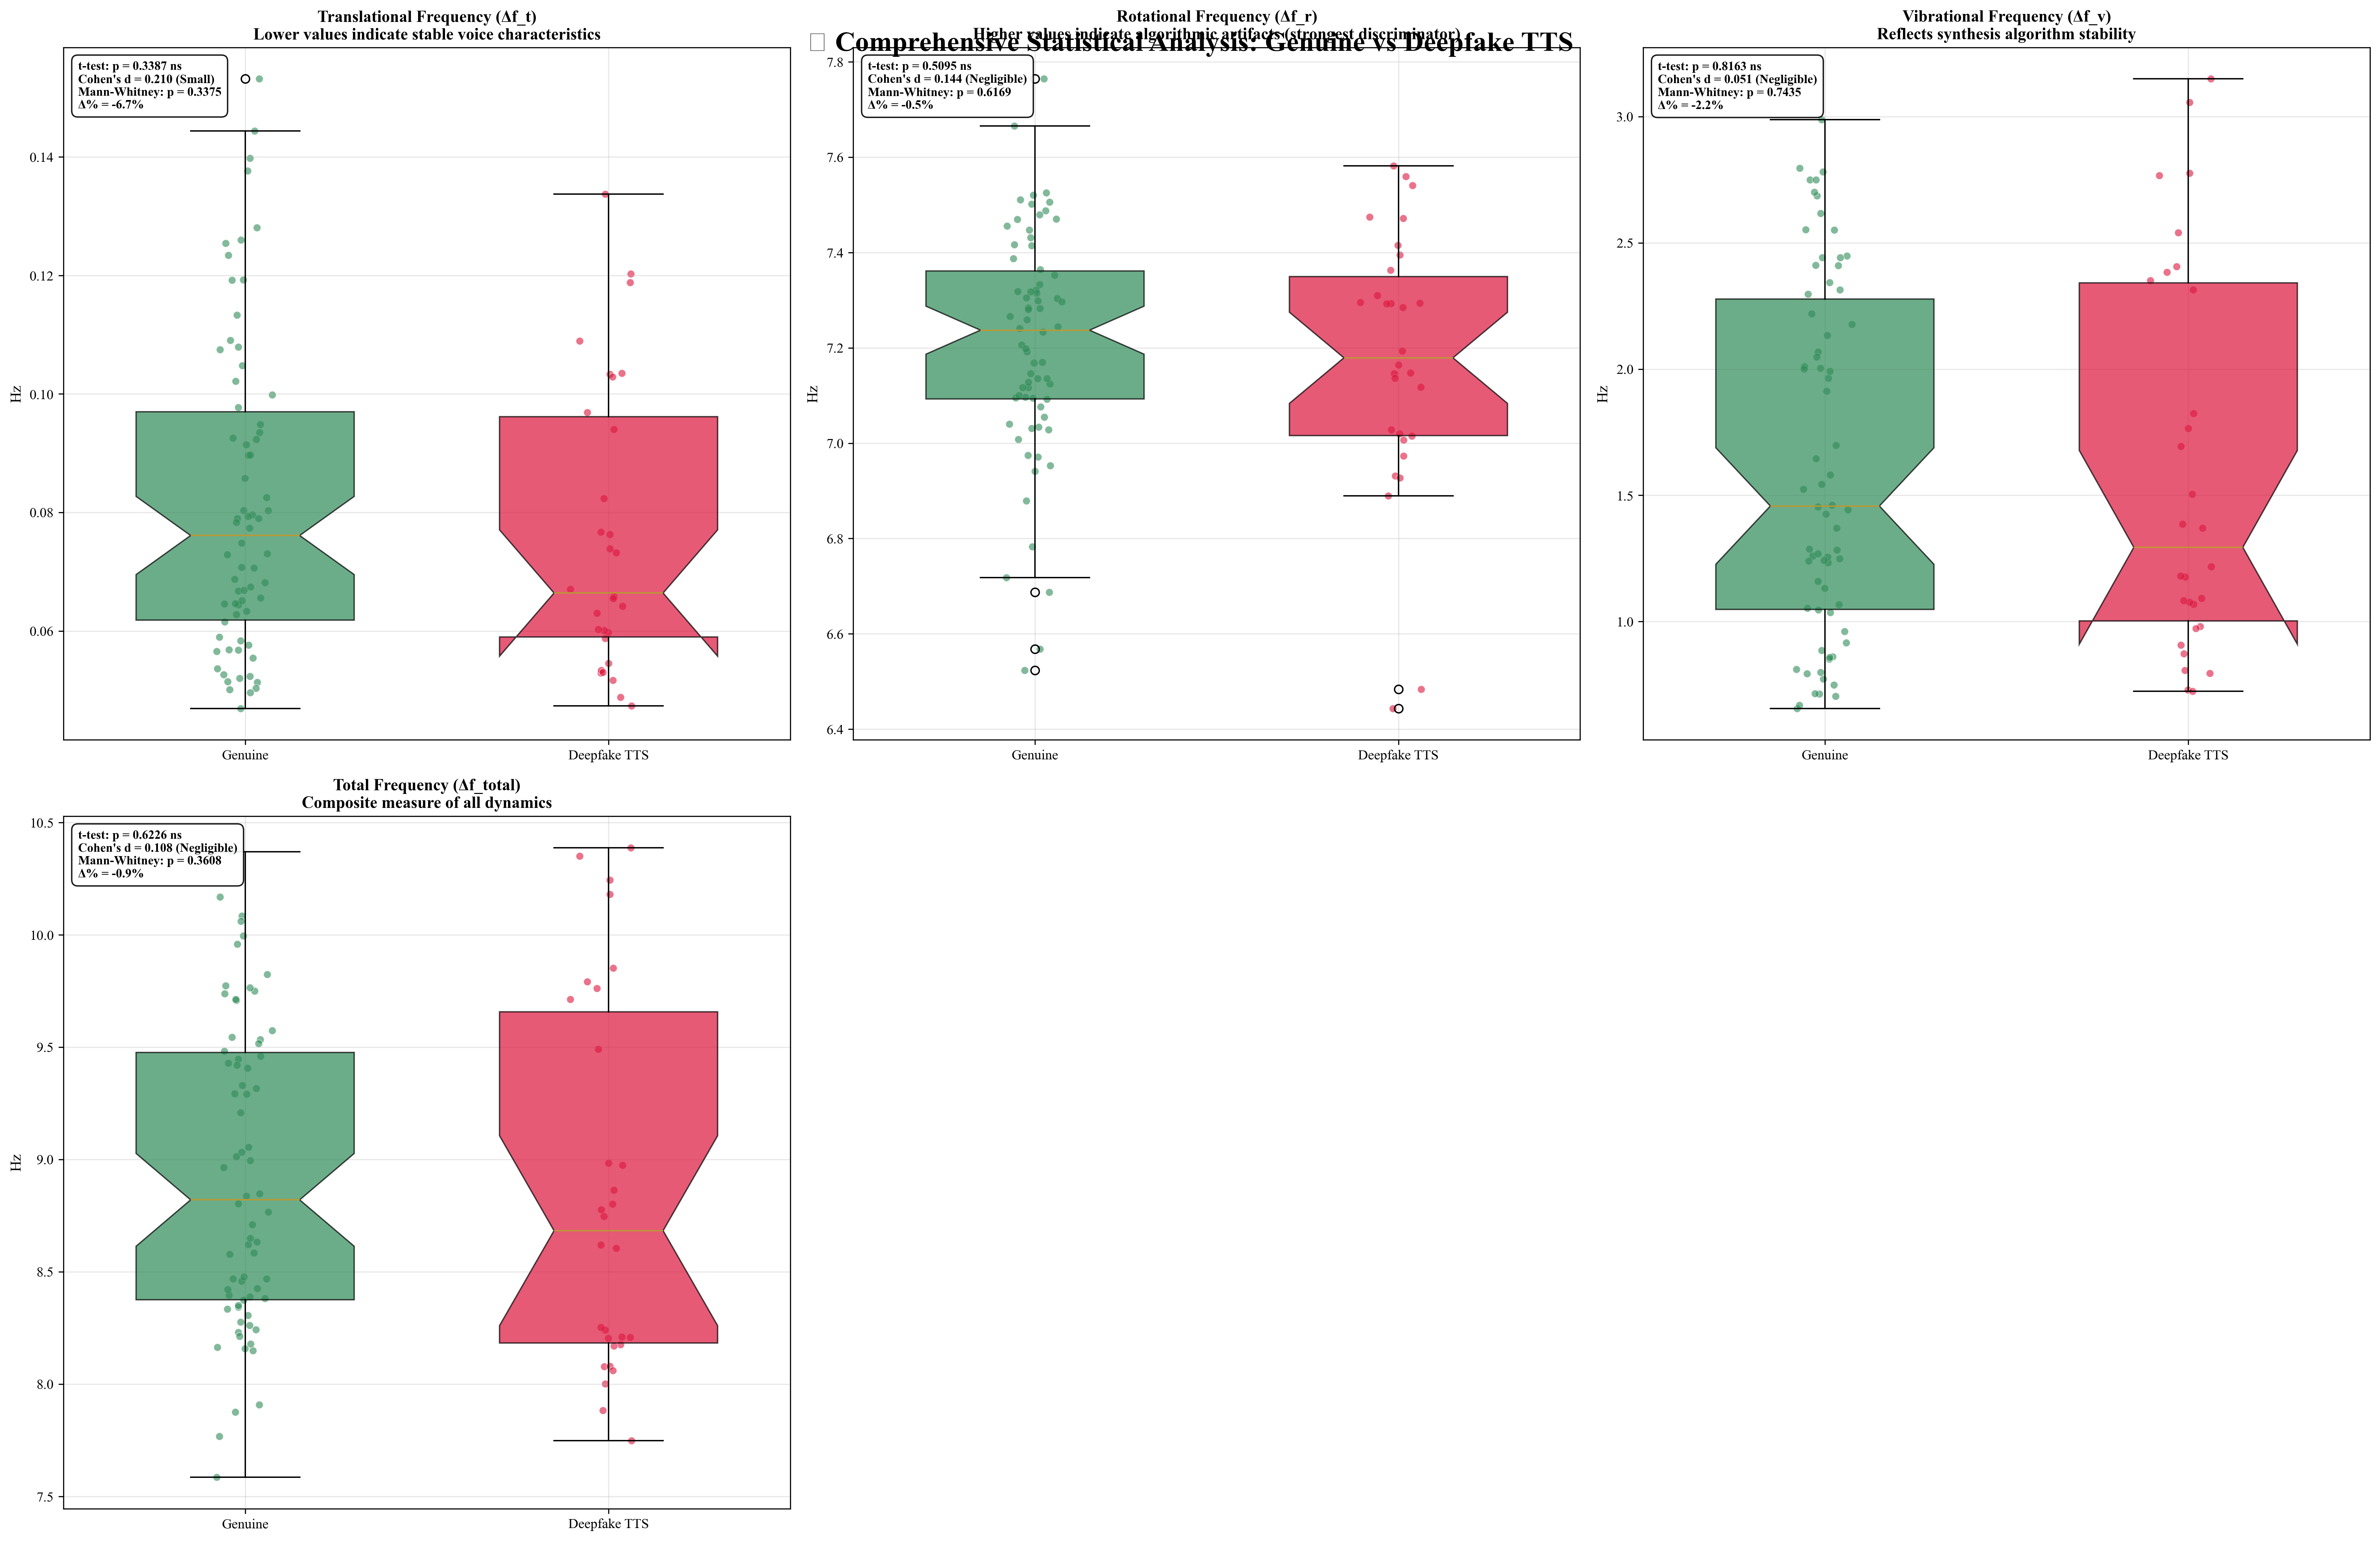 Translational Frequency (Δf_t)
Lower values indicate stable voice characteristics
t-test: p = 0.3387 ns
Cohen's d = 0.210 (Small)
Mann-Whitney: p = 0.3375
Δ% = -6.7%
0.14
0.12
0.10
0.08
0.06
Hz
Genuine
Deepfake TTS
Rotational Frequency (Δf_r)
Higher values indicate algorithmic artifacts (strongest discriminator)
Comprehensive Statistical Analysis: Genuine vs Deepfake TTS
t-test: p = 0.5095 ns
Cohen's d = 0.144 (Negligible)
Mann-Whitney: p = 0.6169
Δ% = -0.5%
7.8
7.6
7.4
7.2
7.0
6.8
6.6
6.4
Hz
Genuine
Deepfake TTS
Vibrational Frequency (Δf_v)
Reflects synthesis algorithm stability
t-test: p = 0.8163 ns
Cohen's d = 0.051 (Negligible)
Mann-Whitney: p = 0.7435
Δ% = -2.2%
3.0
2.5
2.0
1.5
1.0
Hz
Genuine
Deepfake TTS
Total Frequency (Δf_total)
Composite measure of all dynamics
t-test: p = 0.6226 ns
Cohen's d = 0.108 (Negligible)
Mann-Whitney: p = 0.3608
Δ% = -0.9%
10.5
10.0
9.5
9.0
8.5
8.0
7.5
Hz
Genuine
Deepfake TTS